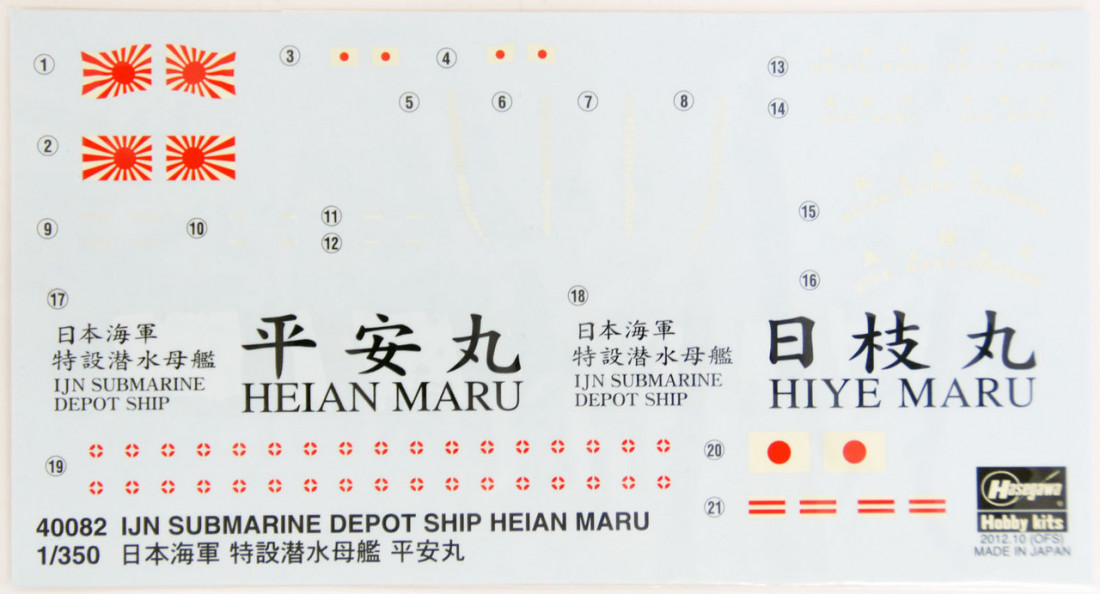 ① ③ ④ ⑬
⑤ ⑥ ⑦ ⑧ ⑭
②
⑨ ⑩ ⑪ ⑮
⑫
⑯
⑰ ⑱
日本海軍
特設潜水母艦
IJN SUBMARINE
DEPOT SHIP
平安丸
HEIAN MARU
日本海軍
特設潜水母艦
IJN SUBMARINE
DEPOT SHIP
日枝丸
HIYE MARU
⑲ ⑳
㉑
40082 IJN SUBMARINE DEPOT SHIP HEIAN MARU
1/350 日本海軍 特設潜水母艦 平安丸
Hasegawa
Hobby kits
2012.10 (OFS)
MADE IN JAPAN